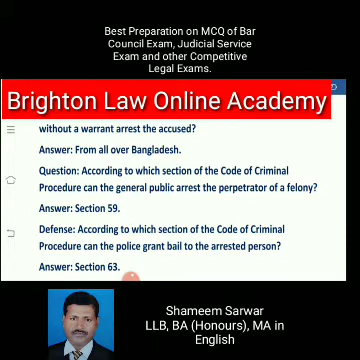 Best Preparation on MCQ of Bar
Council Exam, Judicial Service
Exam and other Competitive
Legal Exams.
Brighton Law Online Academy
without a warrant arrest the accused?
Answer: From all over Bangladesh.
Question: According to which section of the Code of Criminal
Procedure can the general public arrest the perpetrator of a felony?
Answer: Section 59.
Defense: According to which section of the Code of Criminal
Procedure can the police grant bail to the arrested person?
Answer: Section 63.
Shameem Sarwar
LLB, BA (Honours), MA in
English